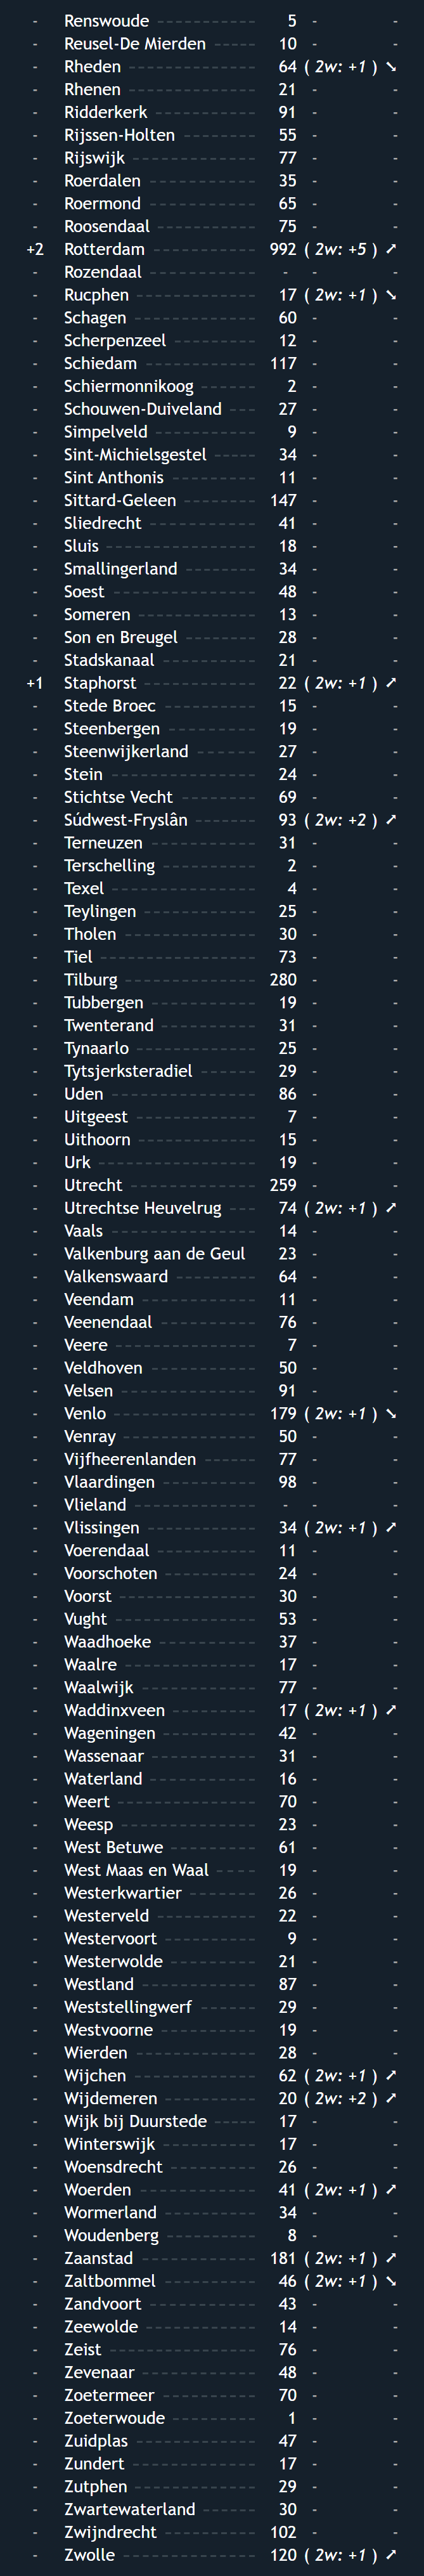 - Renswoude ------------- 5 - -
- Reusel-De Mierden ------ 10 - -
- Rheden ---------------- 64 ( 2w: +1 ) ↘
- Rhenen ---------------- 21 - -
- Ridderkerk ------------- 91 - -
- Rijssen-Holten ---------- 55 - -
- Rijswijk --------------- 77 - -
- Roerdalen ------------- 35 - -
- Roermond ------------- 65 - -
- Roosendaal ------------ 75 - -
+2 Rotterdam ------------- 992 ( 2w: +5 ) ↗
- Rozendaal ------------- - - -
- Rucphen --------------- 17 ( 2w: +1 ) ↘
- Schagen --------------- 60 - -
- Scherpenzeel ----------- 12 - -
- Schiedam -------------- 117 - -
- Schiermonnikoog ------- 2 - -
- Schouwen-Duiveland --- 27 - -
- Simpelveld ------------- 9 - -
- Sint-Michielsgestel ----- 34 - -
- Sint Anthonis ---------- 11 - -
- Sittard-Geleen ---------- 147 - -
- Sliedrecht ------------- 41 - -
- Sluis ------------------ 18 - -
- Smallingerland --------- 34 - -
- Soest ------------------ 48 - -
- Someren -------------- 13 - -
- Son en Breugel --------- 28 - -
- Stadskanaal ------------ 21 - -
+1 Staphorst -------------- 22 ( 2w: +1 ) ↗
- Stede Broec ------------ 15 - -
- Steenbergen ------------ 19 - -
- Steenwijkerland ------- 27 - -
- Stein ------------------ 24 - -
- Stichtse Vecht ---------- 69 - -
- Súdwest-Fryslân ------- 93 ( 2w: +2 ) ↗
- Terneuzen -------------- 31 - -
- Terschelling ------------ 2 - -
- Texel ------------------ 4 - -
- Teylingen -------------- 25 - -
- Tholen ---------------- 30 - -
- Tiel ------------------- 73 - -
- Tilburg ---------------- 280 - -
- Tubbergen ------------- 19 - -
- Twenterand ------------ 31 - -
- Tynaarlo --------------- 25 - -
- Tytsjerksteradiel ------- 29 - -
- Uden ------------------ 86 - -
- Uitgeest --------------- 7 - -
- Uithoorn --------------- 15 - -
- Urk ------------------- 19 - -
- Utrecht ---------------- 259 - -
- Utrechtse Heuvelrug --- 74 ( 2w: +1 ) ↗
- Vaals ------------------ 14 - -
- Valkenburg aan de Geul 23 - -
- Valkenswaard ---------- 64 - -
- Veendam -------------- 11 - -
- Veenendaal ------------ 76 - -
- Veere ----------------- 7 - -
- Veldhoven ------------- 50 - -
- Velsen ---------------- 91 - -
- Venlo ------------------ 179 ( 2w: +1 ) ↘
- Venray ---------------- 50 - -
- Vijfheerenlanden ------- 77 - -
- Vlaardingen ------------ 98 - -
- Vlieland --------------- - - -
- Vlissingen -------------- 34 ( 2w: +1 ) ↗
- Voerendaal ------------- 11 - -
- Voorschoten ------------ 24 - -
- Voorst ----------------- 30 - -
- Vught ----------------- 53 - -
- Waadhoeke ------------ 37 - -
- Waalre ---------------- 17 - -
- Waalwijk -------------- 77 - -
- Waddinxveen ----------- 17 ( 2w: +1 ) ↗
- Wageningen ------------ 42 - -
- Wassenaar ------------- 31 - -
- Waterland ------------- 16 - -
- Weert ----------------- 70 - -
- Weesp ----------------- 23 - -
- West Betuwe ----------- 61 - -
- West Maas en Waal ---- 19 - -
- Westerkwartier --------- 26 - -
- Westerveld ------------ 22 - -
- Westervoort ----------- 9 - -
- Westerwolde ----------- 21 - -
- Westland -------------- 87 - -
- Weststellingwerf ------ 29 - -
- Westvoorne ------------ 19 - -
- Wierden --------------- 28 - -
- Wijchen --------------- 62 ( 2w: +1 ) ↗
- Wijdemeren ----------- 20 ( 2w: +2 ) ↗
- Wijk bij Duurstede ----- 17 - -
- Winterswijk ------------ 17 - -
- Woensdrecht ----------- 26 - -
- Woerden --------------- 41 ( 2w: +1 ) ↗
- Wormerland ----------- 34 - -
- Woudenberg ----------- 8 - -
- Zaanstad -------------- 181 ( 2w: +1 ) ↗
- Zaltbommel ------------ 46 ( 2w: +1 ) ↘
- Zandvoort ------------- 43 - -
- Zeewolde -------------- 14 - -
- Zeist ------------------ 76 - -
- Zevenaar -------------- 48 - -
- Zoetermeer ------------ 70 - -
- Zoeterwoude ----------- 1 - -
- Zuidplas --------------- 47 - -
- Zundert --------------- 17 - -
- Zutphen --------------- 29 - -
- Zwartewaterland ------- 30 - -
- Zwijndrecht ------------ 102 - -
- Zwolle ----------------- 120 ( 2w: +1 ) ↗